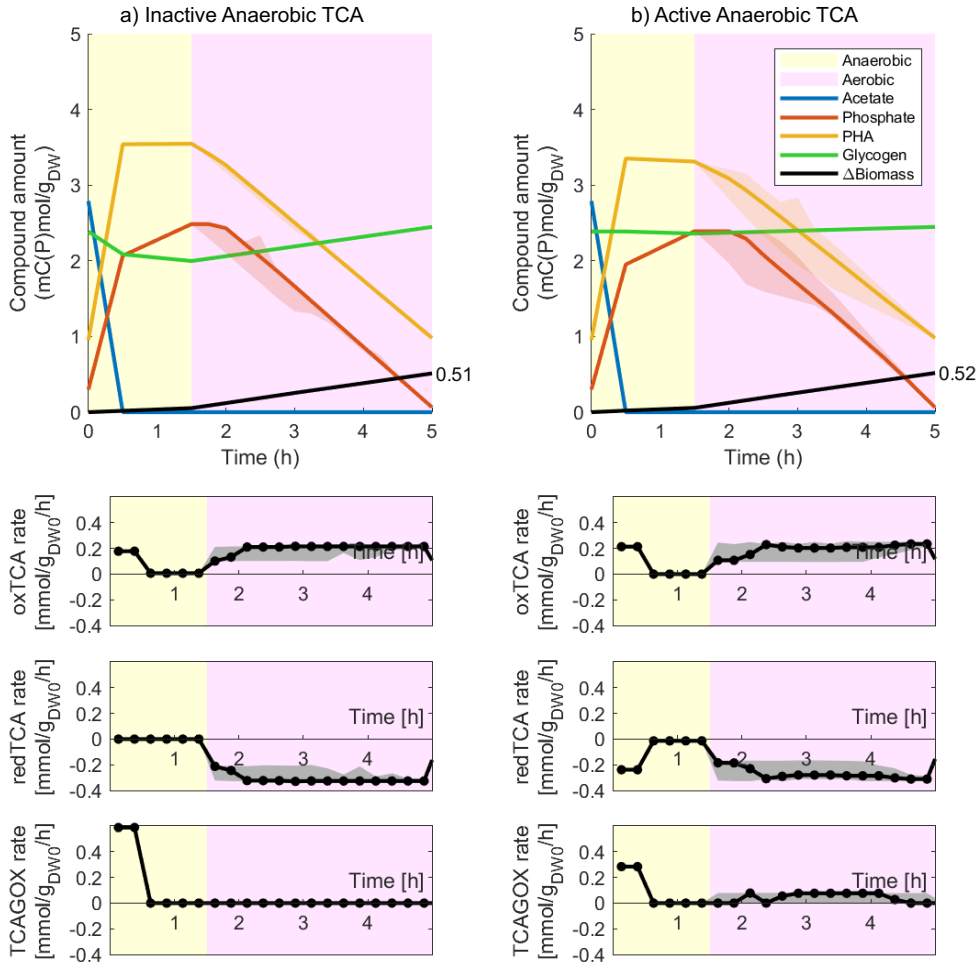 a) Inactive Anaerobic TCA
b) Active Anaerobic TCA
5
4
3
2
1
0
Compound amount
(mC(P)mol/gDW)
0 1 2 3 4 5
Time (h)
0.51
5
4
3
2
1
0
Compound amount
(mC(P)mol/gDW)
0 1 2 3 4 5
Time (h)
0.52
Anaerobic
Aerobic
Acetate
Phosphate
PHA
Glycogen
ΔBiomass
oxTCA rate
[mmol/gDW0/h]
0.4
0.2
0
-0.2
-0.4
Time [h]
1 2 3 4
oxTCA rate
[mmol/gDW0/h]
0.4
0.2
0
-0.2
-0.4
Time [h]
1 2 3 4
redTCA rate
[mmol/gDW0/h]
0.4
0.2
0
-0.2
-0.4
Time [h]
1 2 3 4
redTCA rate
[mmol/gDW0/h]
0.4
0.2
0
-0.2
-0.4
Time [h]
1 2 3 4
TCAGOX rate
[mmol/gDW0/h]
0.4
0.2
0
-0.2
-0.4
Time [h]
1 2 3 4
TCAGOX rate
[mmol/gDW0/h]
0.4
0.2
0
-0.2
-0.4
Time [h]
1 2 3 4